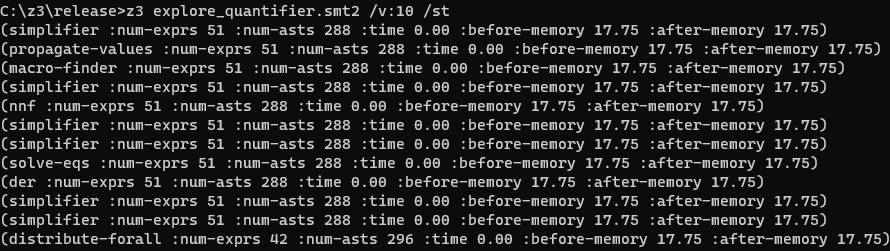 C:\z3\release>z3 explore_quantifier.smt2 /v:10 /st
(simplifier :num-exprs 51 :num-asts 288 :time 0.00 :before-memory 17.75 :after-memory 17.75)
(propagate-values :num-exprs 51 :num-asts 288 :time 0.00 :before-memory 17.75 :after-memory 17.75)
(macro-finder :num-exprs 51 :num-asts 288 :time 0.00 :before-memory 17.75 :after-memory 17.75)
(simplifier :num-exprs 51 :num-asts 288 :time 0.00 :before-memory 17.75 :after-memory 17.75)
(nnf :num-exprs 51 :num-asts 288 :time 0.00 :before-memory 17.75 :after-memory 17.75)
(simplifier :num-exprs 51 :num-asts 288 :time 0.00 :before-memory 17.75 :after-memory 17.75)
(simplifier :num-exprs 51 :num-asts 288 :time 0.00 :before-memory 17.75 :after-memory 17.75)
(solve-eqs :num-exprs 51 :num-asts 288 :time 0.00 :before-memory 17.75 :after-memory 17.75)
(der :num-exprs 51 :num-asts 288 :time 0.00 :before-memory 17.75 :after-memory 17.75)
(simplifier :num-exprs 51 :num-asts 288 :time 0.00 :before-memory 17.75 :after-memory 17.75)
(simplifier :num-exprs 51 :num-asts 288 :time 0.00 :before-memory 17.75 :after-memory 17.75)
(distribute-forall :num-exprs 42 :num-asts 296 :time 0.00 :before-memory 17.75 :after-memory 17.75)